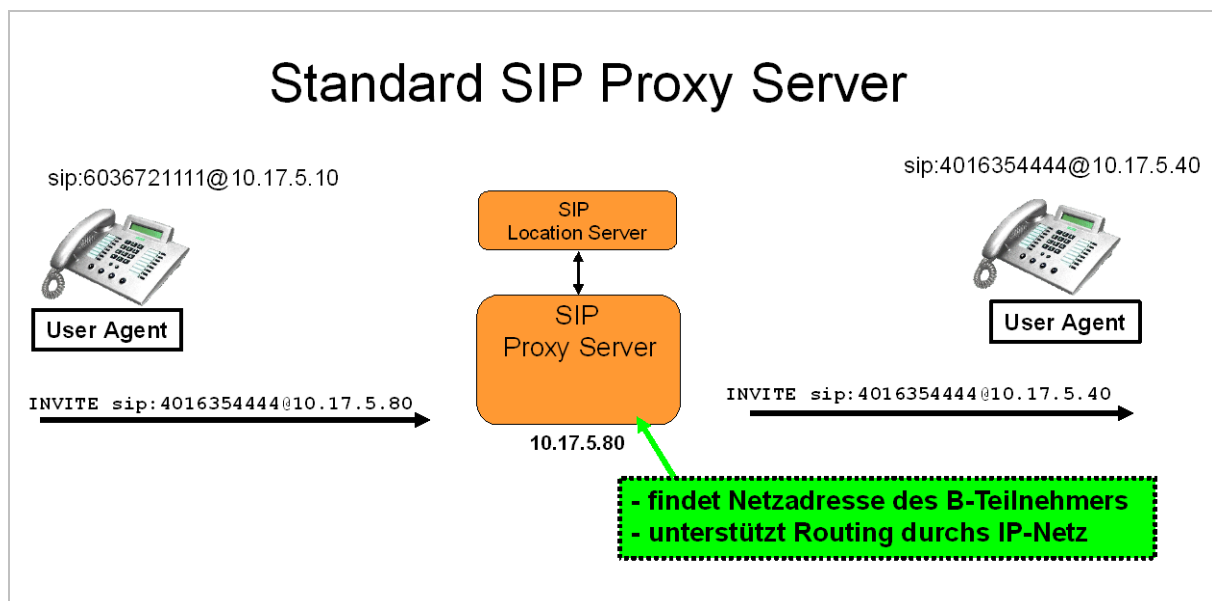 Standard SIP Proxy Server
sip:6036721111@10.17.5.10
sip:4016354444@10.17.5.40
SIP
Location Server
User Agent
SIP
Proxy Server
User Agent
INVITE sip:4016354444@10.17.5.80
INVITE sip:4016354444@10.17.5.40
10.17.5.80
- findet Netzadresse des B-Teilnehmers
- unterstützt Routing durchs IP-Netz